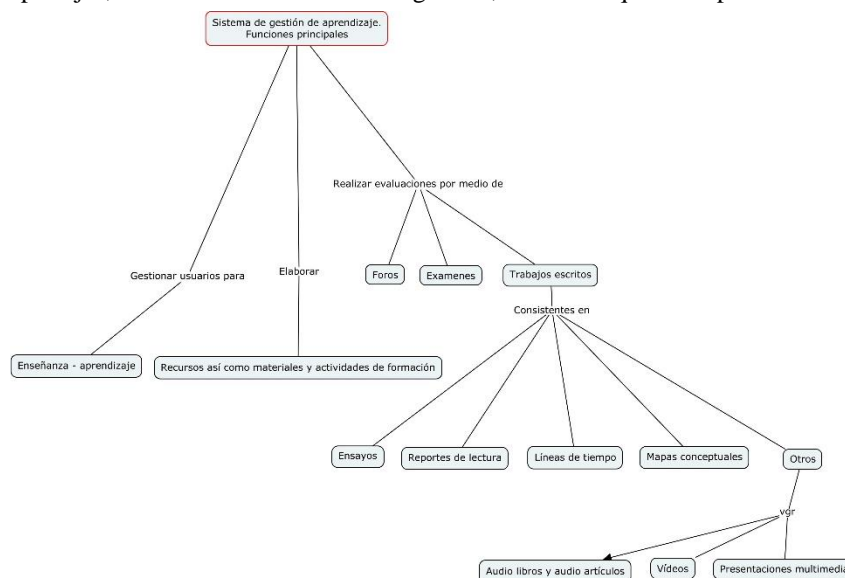 Sistema de gestión de aprendizaje.
Funciones principales
Realizar evaluaciones por medio de
Gestionar usuarios para
Elaborar
Foros
Examenes
Trabajos escritos
Consistentes en
Enseñanza - aprendizaje
Recursos así como materiales y actividades de formación
Ensayos
Reportes de lectura
Líneas de tiempo
Mapas conceptuales
Otros
vgr
Audio libros y audio artículos
Vídeos
Presentaciones multimedia